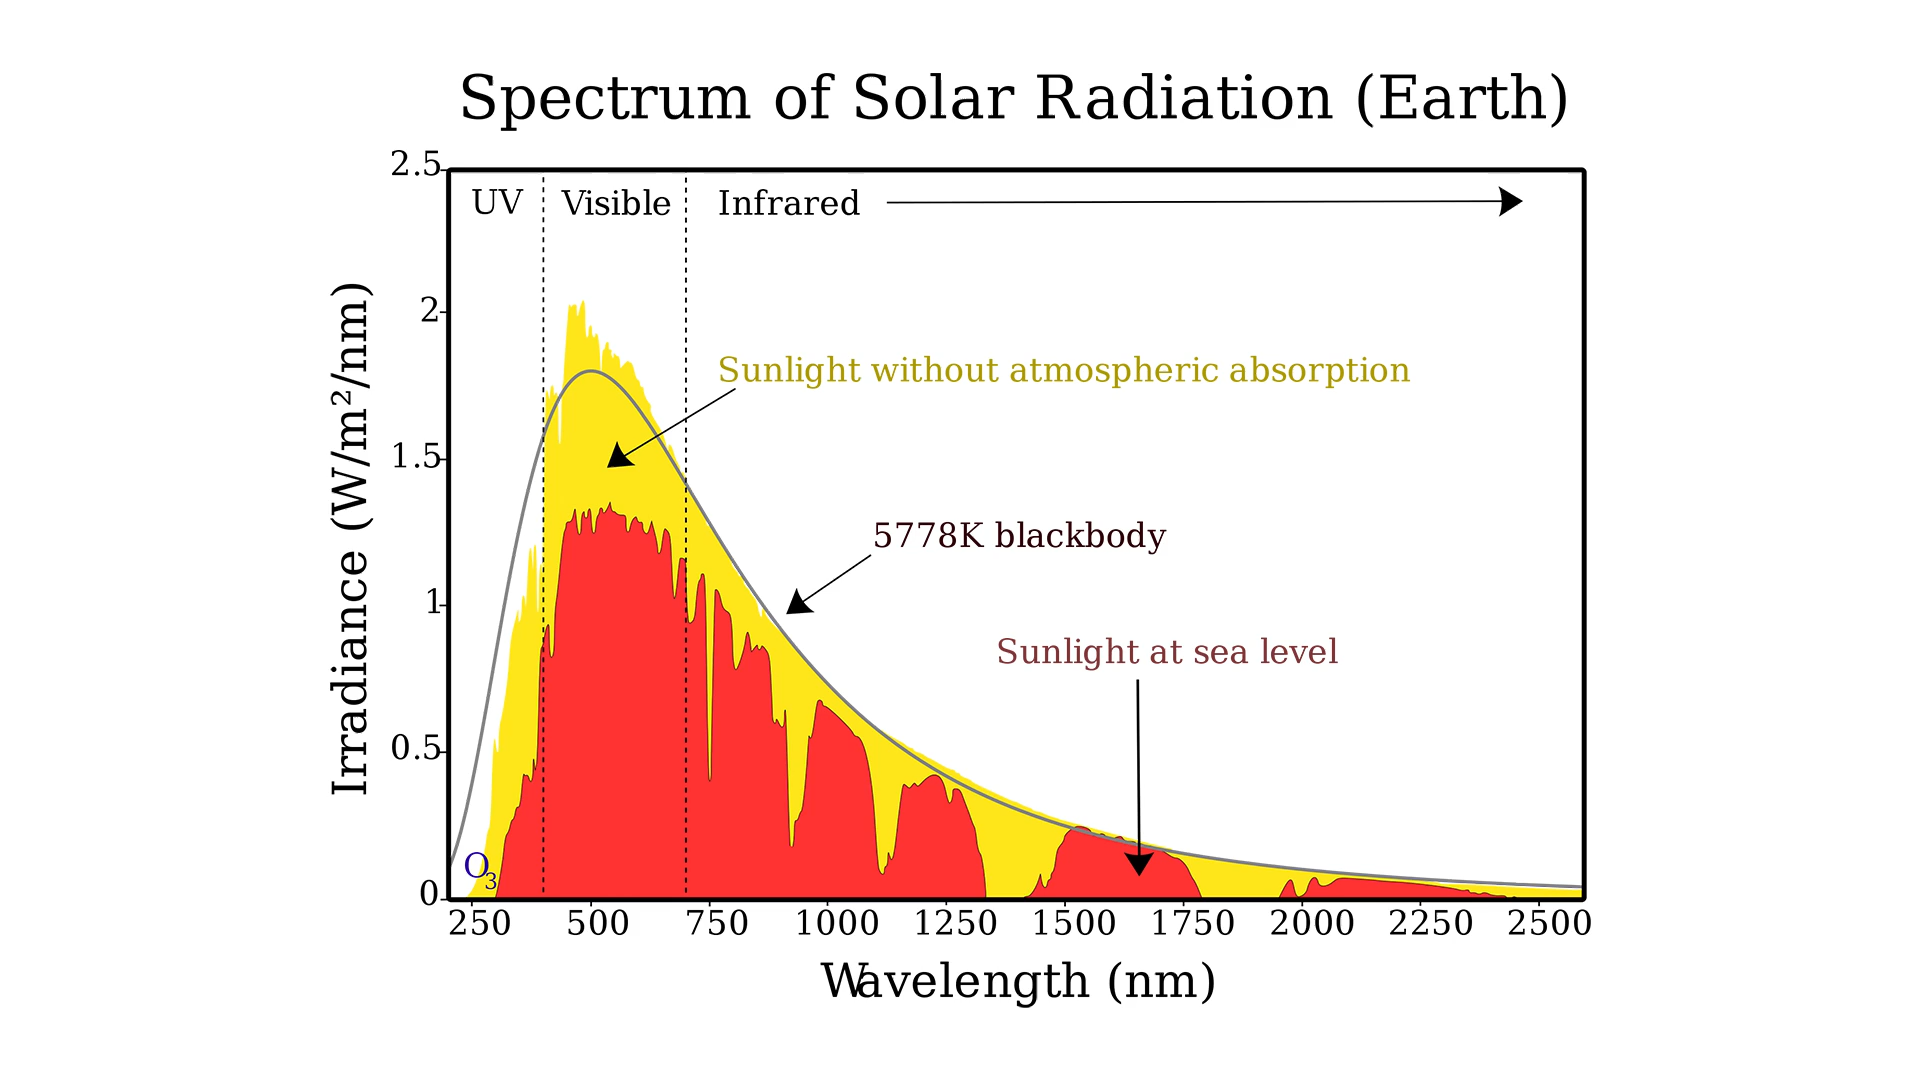 Spectrum of Solar Radiation (Earth)
UV
Visible
Infrared
Irradiance (W/m²/nm)
2.5
2
1.5
1
0.5
0
Sunlight without atmospheric absorption
5778K blackbody
Sunlight at sea level
O₃
250 500 750 1000 1250 1500 1750 2000 2250 2500
Wavelength (nm)